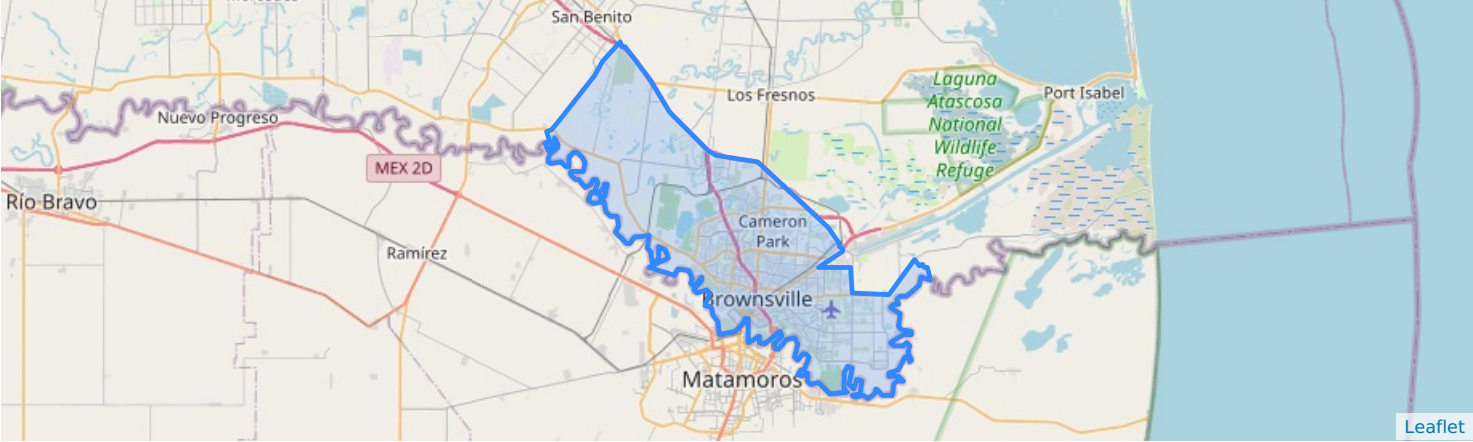 San Benito
Laguna
Atascosa
National
Wildlife
Refuge
Los Fresnos
Port Isabel
Nuevo Progreso
MEX 2D
Río Bravo
Cameron
Park
Ramírez
Brownsville
Matamoros
Leaflet